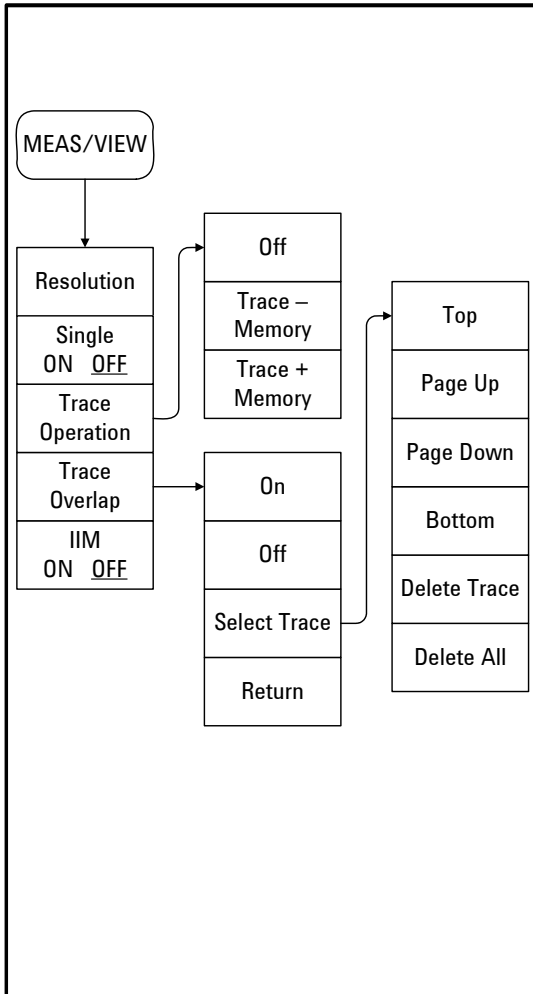 MEAS/VIEW
Resolution
Single
ON OFF
Trace
Operation
Trace
Overlap
IIM
ON OFF
Off
Trace –
Memory
Trace +
Memory
On
Off
Select Trace
Return
Top
Page Up
Page Down
Bottom
Delete Trace
Delete All